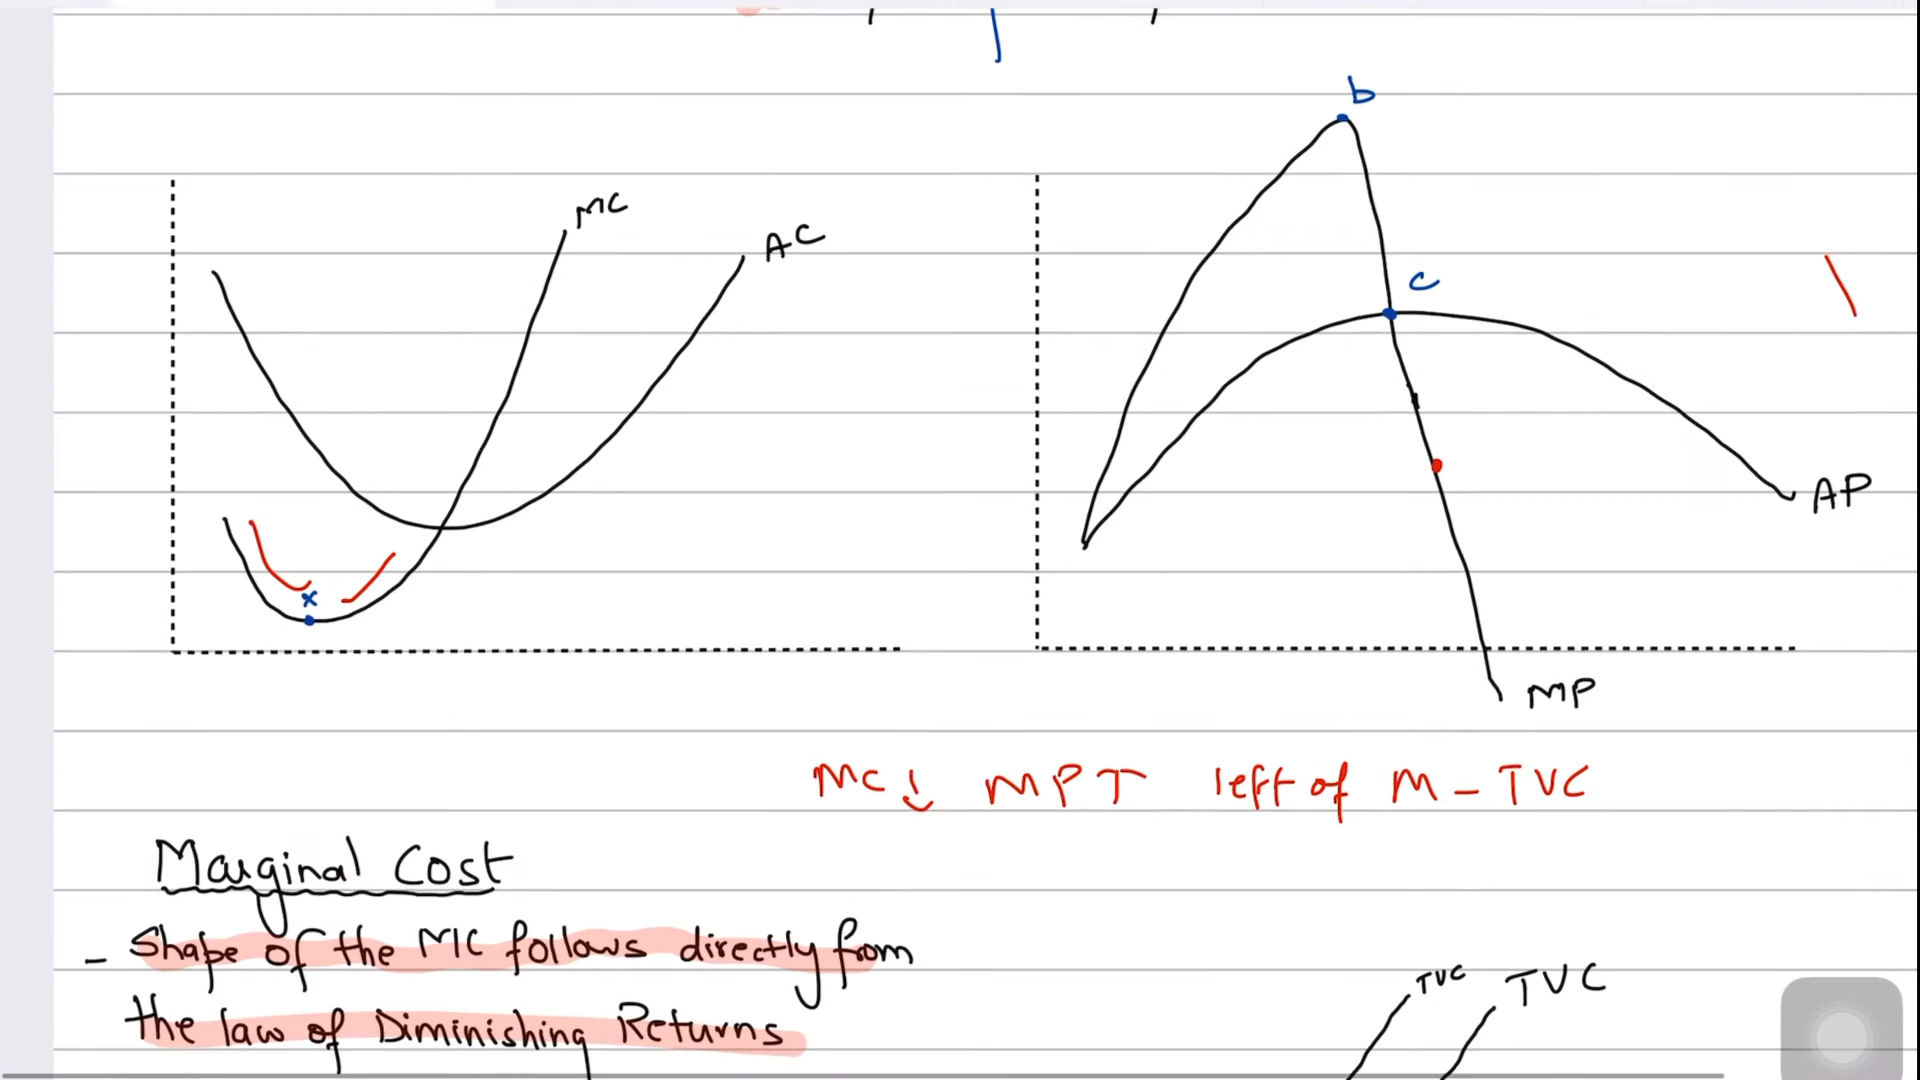 b
MC
AC
c
x
AP
MP
MC↓ MP↑ left of M - TVC
Marginal Cost
- Shape of the MC follows directly from
the law of Diminishing Returns
TVC TVC